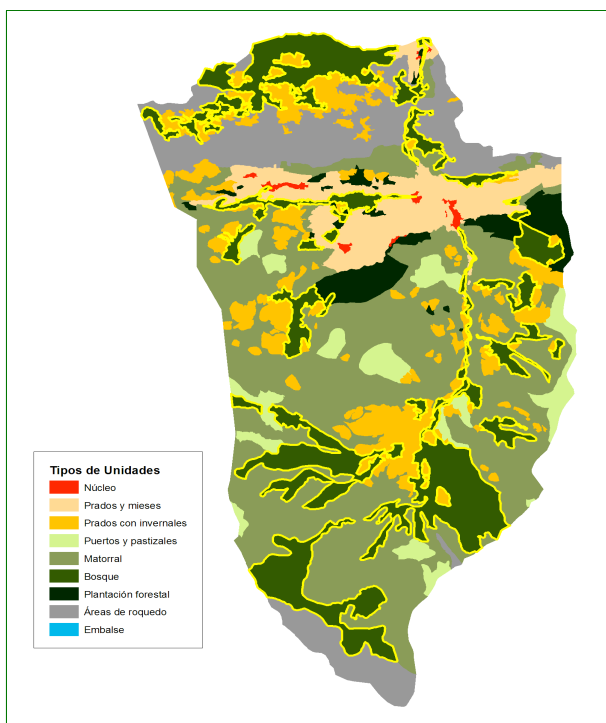 Tipos de Unidades
Núcleo
Prados y mieses
Prados con invernales
Puertos y pastizales
Matorral
Bosque
Plantación forestal
Áreas de roquedo
Embalse